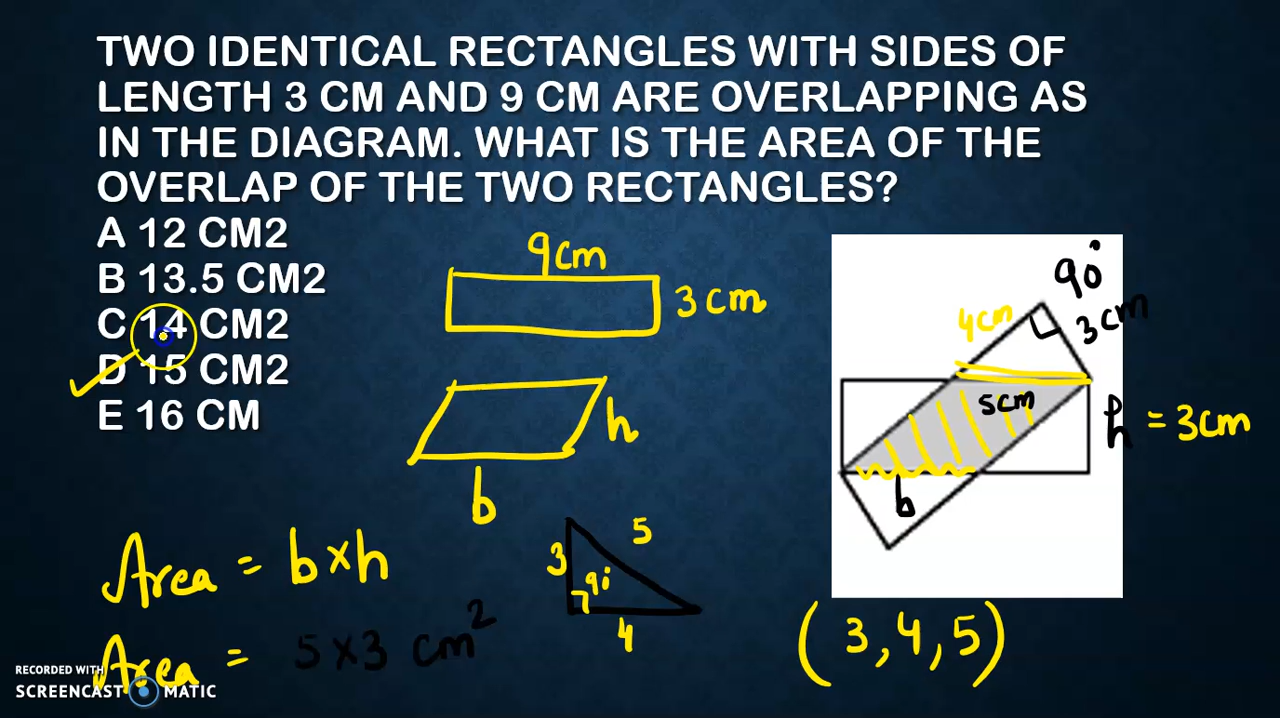 TWO IDENTICAL RECTANGLES WITH SIDES OF
LENGTH 3 CM AND 9 CM ARE OVERLAPPING AS
IN THE DIAGRAM. WHAT IS THE AREA OF THE
OVERLAP OF THE TWO RECTANGLES?
A 12 CM2
B 13.5 CM2
C 14 CM2
D 15 CM2
E 16 CM
9cm
3cm
h
b
Area = b×h
Area = 5×3 cm²
3
5
9
4
90°
4cm
3cm
5cm
h = 3cm
b
(3,4,5)
RECORDED WITH
SCREENCAST MATIC